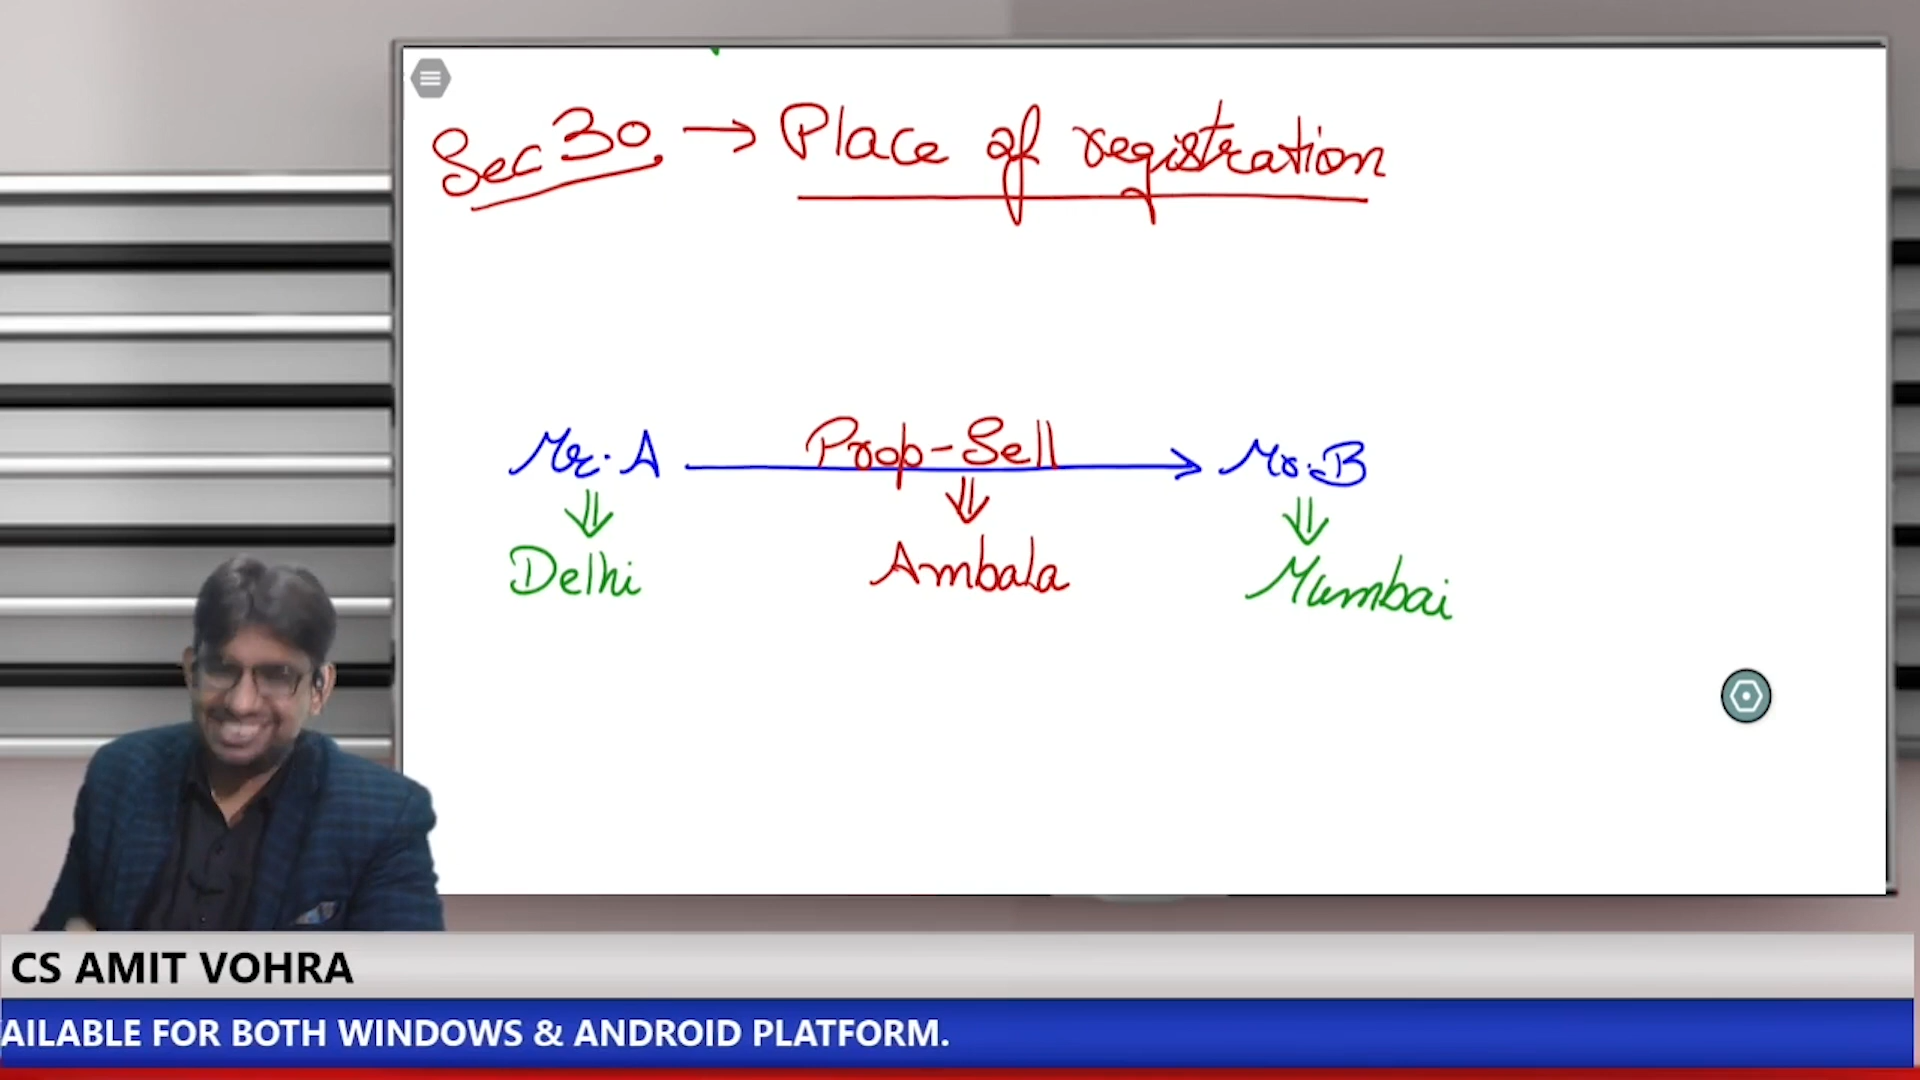 Sec 30 → Place of registration
Mr. A Prop-Sell Mr. B
Delhi Ambala Mumbai
CS AMIT VOHRA
AILABLE FOR BOTH WINDOWS & ANDROID PLATFORM.